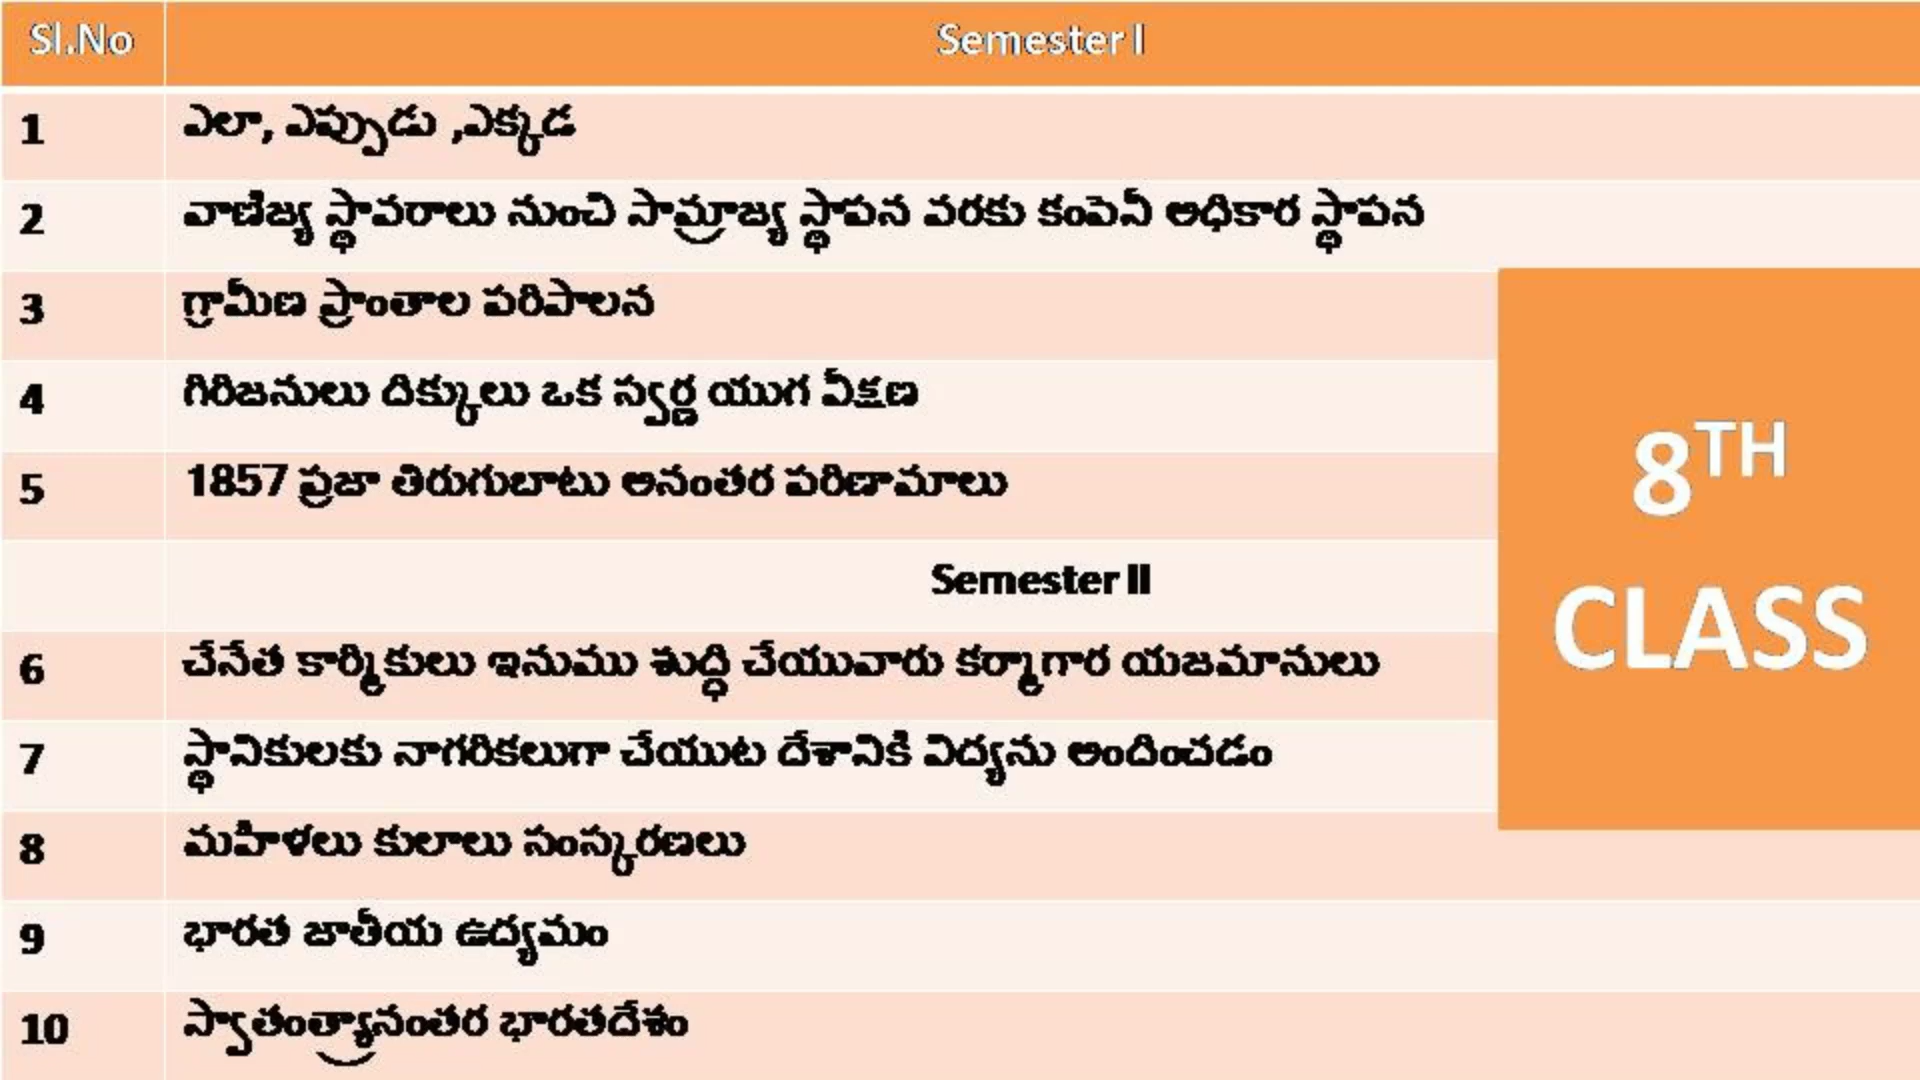 Sl.No Semester I
1 ఎలా, ఎప్పుడు ,ఎక్కడ
2 వాణిజ్య స్థావరాలు నుంచి సామ్రాజ్య స్థాపన వరకు కంపెనీ అధికార స్థాపన
3 గ్రామీణ ప్రాంతాల పరిపాలన
4 గిరిజనులు దిక్కులు ఒక స్వర్ణ యుగ వీక్షణ
5 1857 ప్రజా తిరుగుబాటు అనంతర పరిణామాలు
Semester II
6 చేనేత కార్మికులు ఇనుము శుద్ధి చేయువారు కర్మాగార యజమానులు
7 స్థానికులకు నాగరికలుగా చేయుట దేశానికి విద్యను అందించడం
8 మహిళలు కులాలు సంస్కరణలు
9 భారత జాతీయ ఉద్యమం
10 స్వాతంత్ర్యానంతర భారతదేశం
8TH
CLASS